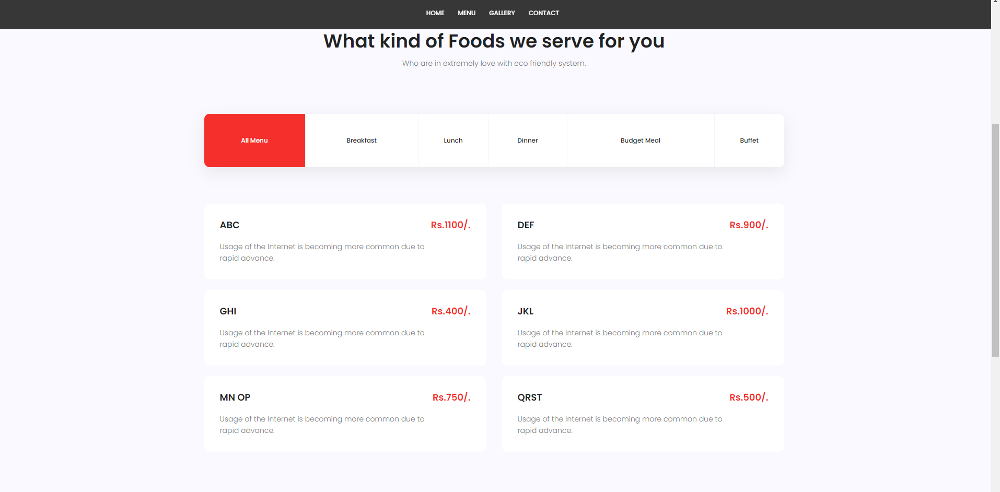 HOME MENU GALLERY CONTACT
What kind of Foods we serve for you
Who are in extremely love with eco friendly system.
All Menu Breakfast Lunch Dinner Budget Meal Buffet
ABC Rs.1100/.
Usage of the Internet is becoming more common due to
rapid advance.
DEF Rs.900/.
Usage of the Internet is becoming more common due to
rapid advance.
GHI Rs.400/.
Usage of the Internet is becoming more common due to
rapid advance.
JKL Rs.1000/.
Usage of the Internet is becoming more common due to
rapid advance.
MN OP Rs.750/.
Usage of the Internet is becoming more common due to
rapid advance.
QRST Rs.500/.
Usage of the Internet is becoming more common due to
rapid advance.